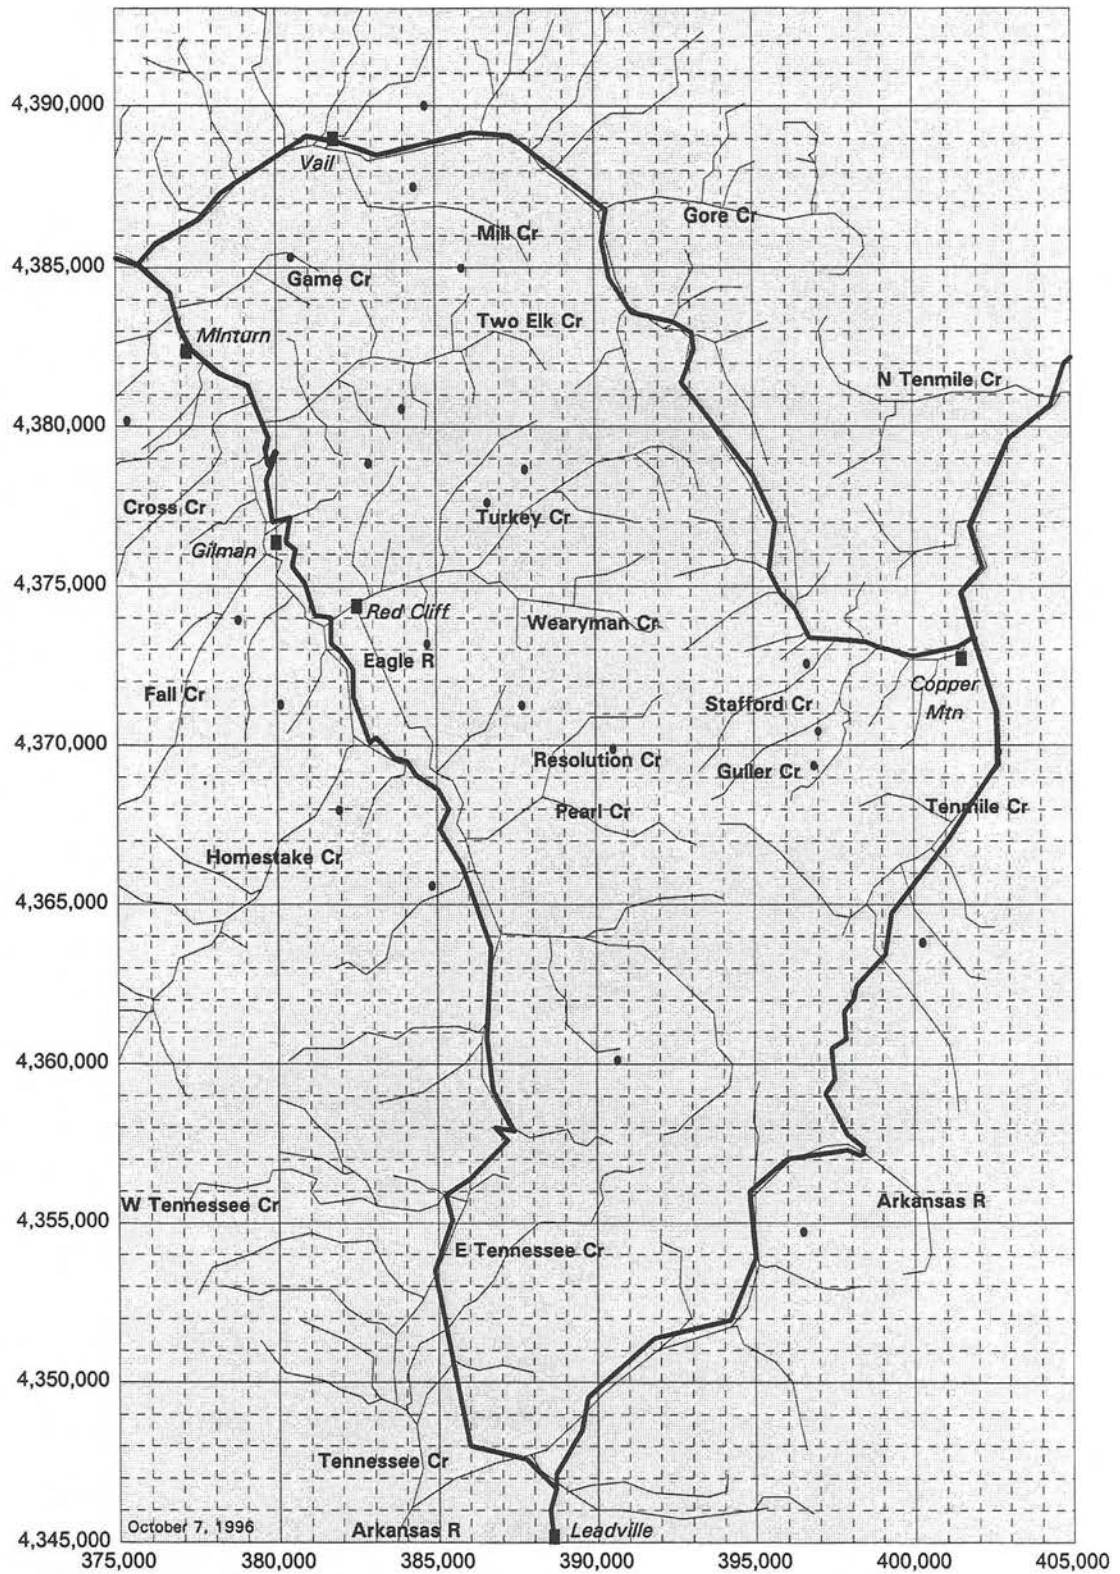 4,390,000
Vail
Gore Cr
Mill Cr
4,385,000
Game Cr
Two Elk Cr
Minturn
N Tenmile Cr
4,380,000
Cross Cr
Turkey Cr
Gilman
4,375,000
Red Cliff
Wearyman Cr
Eagle R
Fall Cr
Stafford Cr
Copper
Mtn
4,370,000
Resolution Cr
Guller Cr
Pearl Cr
Tenmile Cr
Homestake Cr
4,365,000
4,360,000
W Tennessee Cr
Arkansas R
4,355,000
E Tennessee Cr
4,350,000
Tennessee Cr
October 7, 1996
Arkansas R
Leadville
4,345,000
375,000 380,000 385,000 390,000 395,000 400,000 405,000